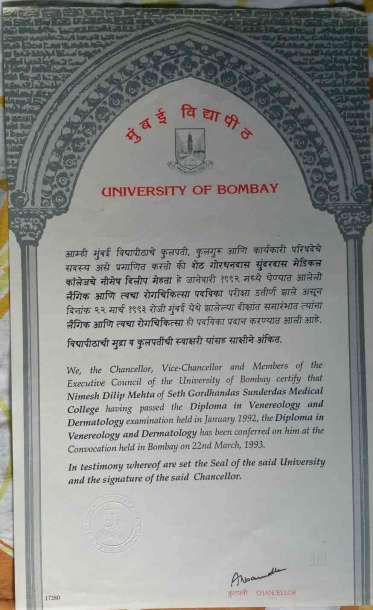 मुंबई विद्यापीठ
UNIVERSITY OF BOMBAY
आम्ही मुंबई विद्यापीठाचे कुलपती, कुलगुरू आणि कार्यकारी परिषदेचे
सदस्य असे प्रमाणित करतो की शेठ गोरधनदास सुंदरदास मेडिकल
कॉलेजचे नीमेष दिलीप मेहता हे जानेवारी १९९२ मध्ये घेण्यात आलेली
लैंगिक आणि त्वचा रोगचिकित्सा पदविका परीक्षा उत्तीर्ण झाले असून
दिनांक २२ मार्च १९९३ रोजी मुंबई येथे झालेल्या दीक्षांत समारंभात त्यांना
लैंगिक आणि त्वचा रोगचिकित्सा ही पदविका प्रदान करण्यात आली आहे.
विद्यापीठाची मुद्रा व कुलपतींची स्वाक्षरी यांसह साक्षीने अंकित.
We, the Chancellor, Vice-Chancellor and Members of the
Executive Council of the University of Bombay certify that
Nimesh Dilip Mehta of Seth Gordhandas Sunderdas Medical
College having passed the Diploma in Venereology and
Dermatology examination held in January 1992, the Diploma in
Venereology and Dermatology has been conferred on him at the
Convocation held in Bombay on 22nd March, 1993.
In testimony whereof are set the Seal of the said University
and the signature of the said Chancellor.
17280
कुलपती CHANCELLOR